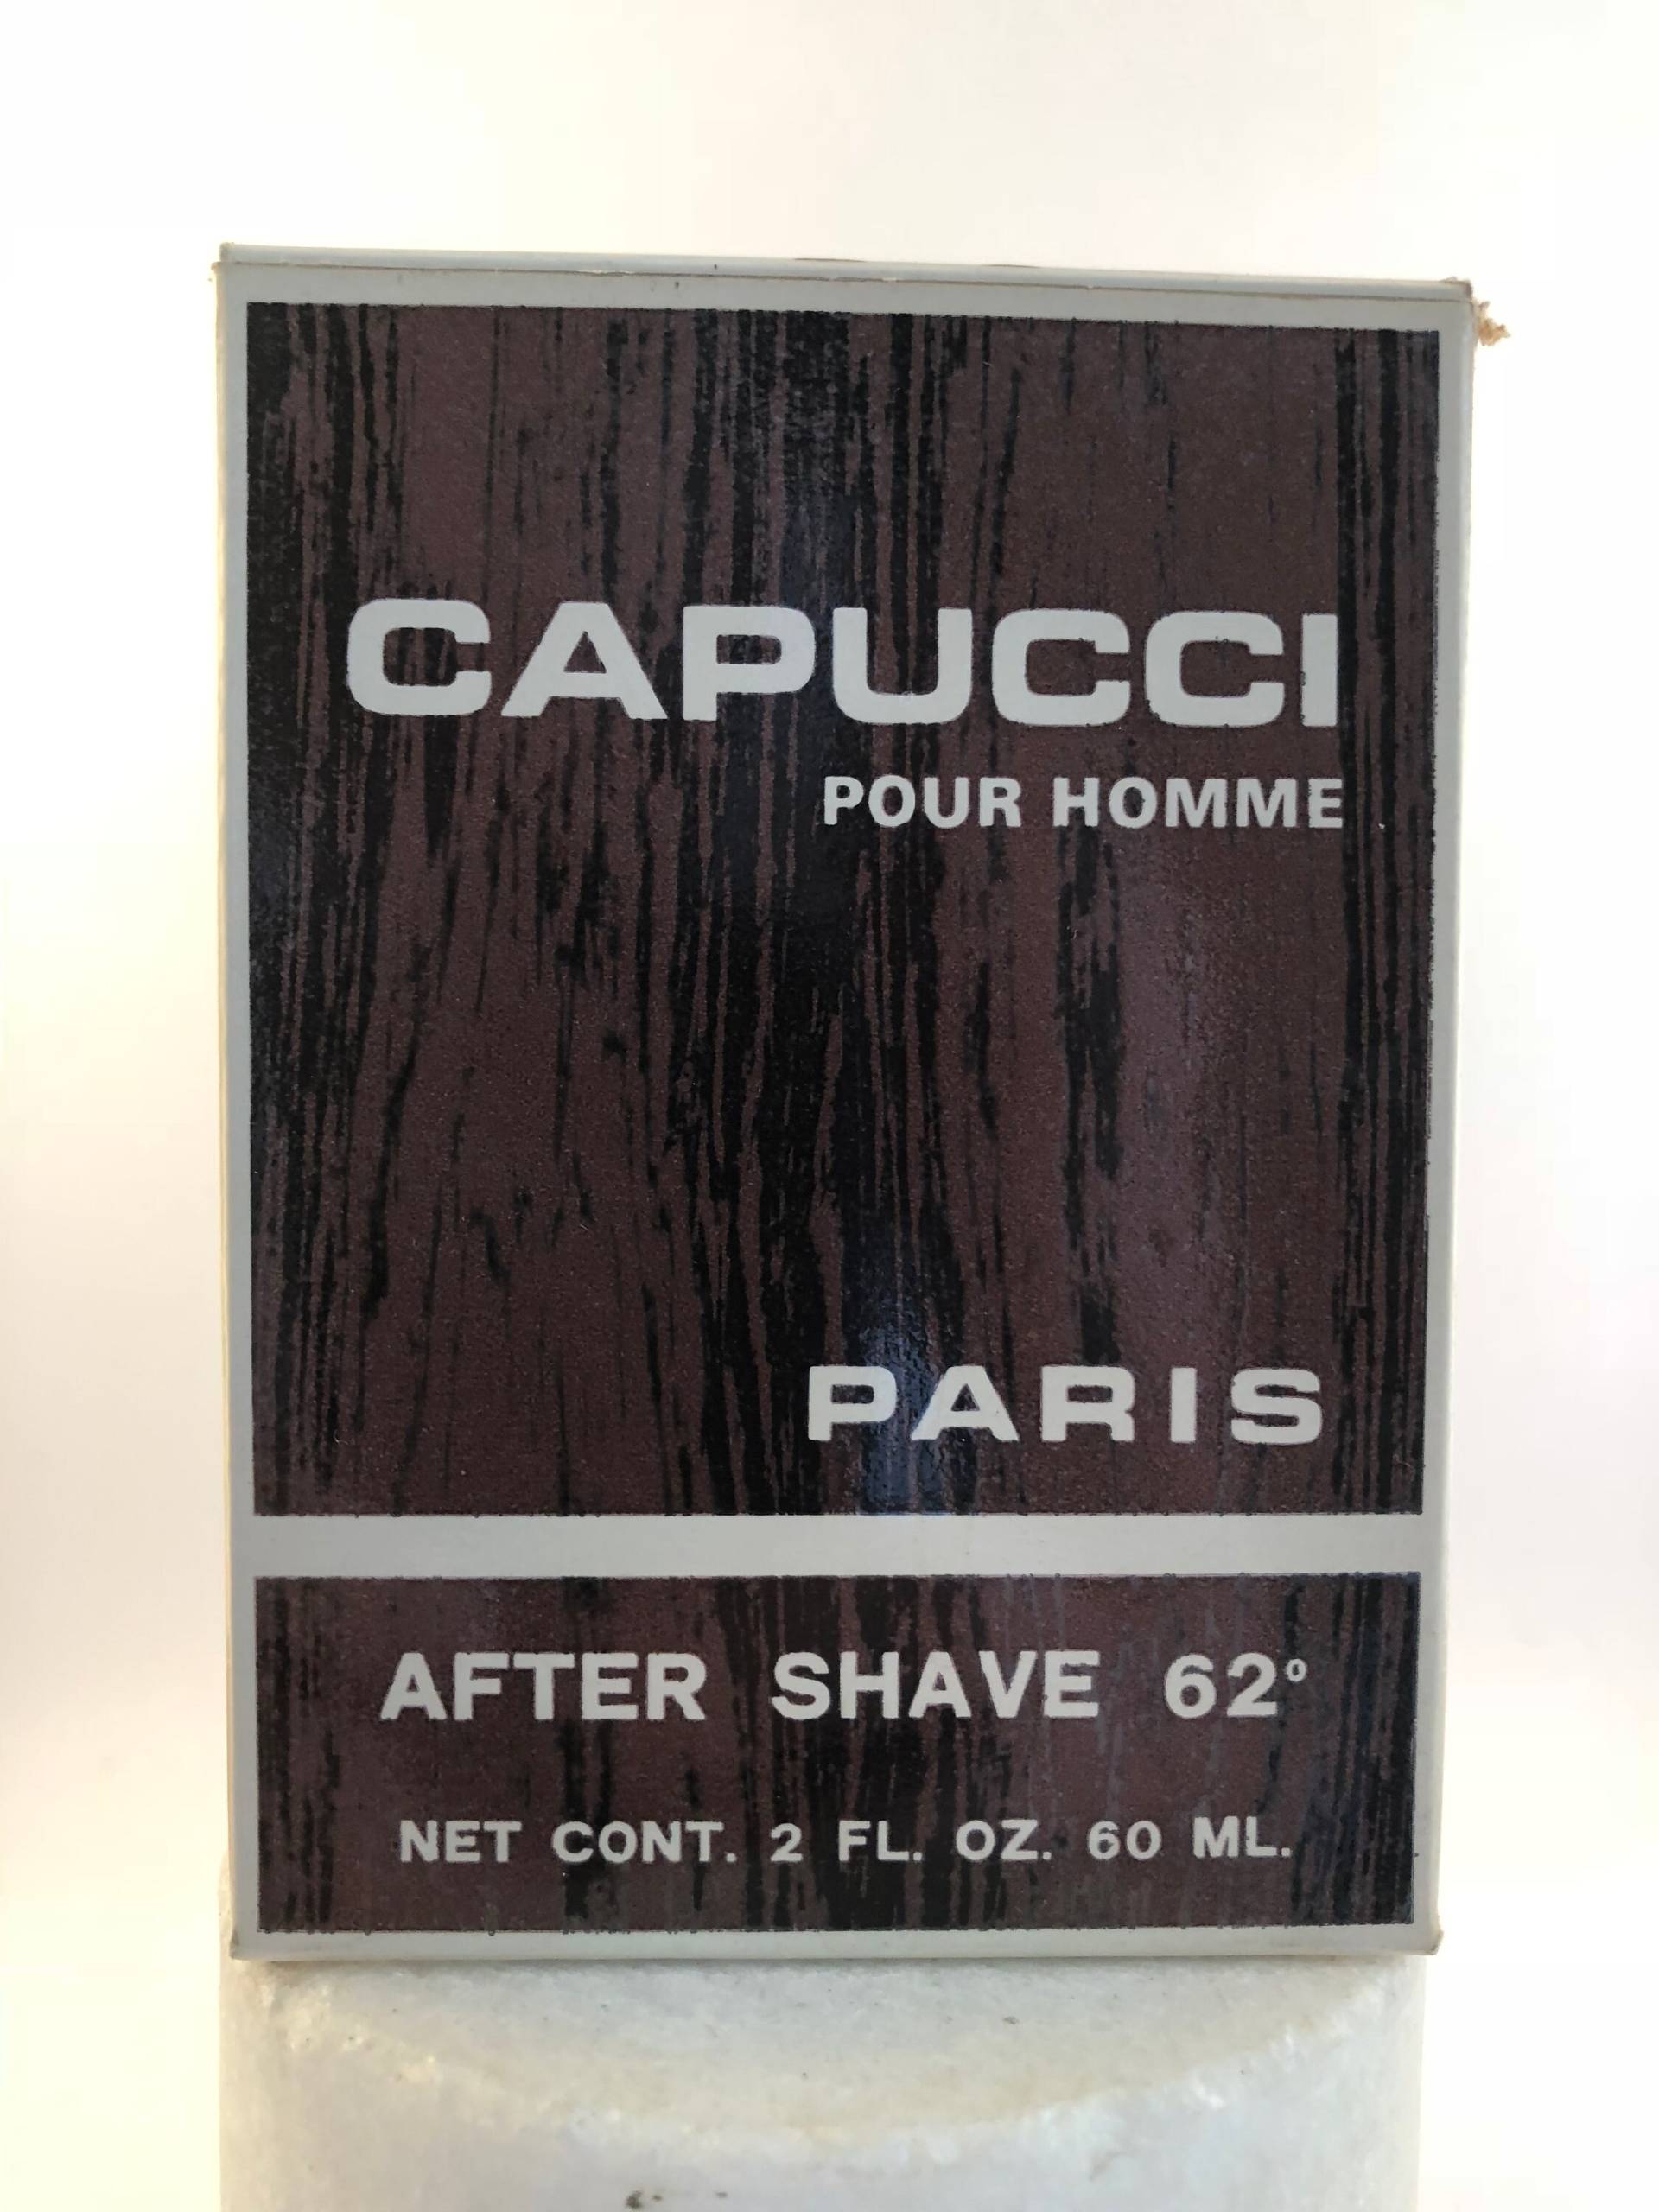 CAPUCCI
POUR HOMME
PARIS
AFTER SHAVE 62°
NET CONT. 2 FL. OZ. 60 ML.